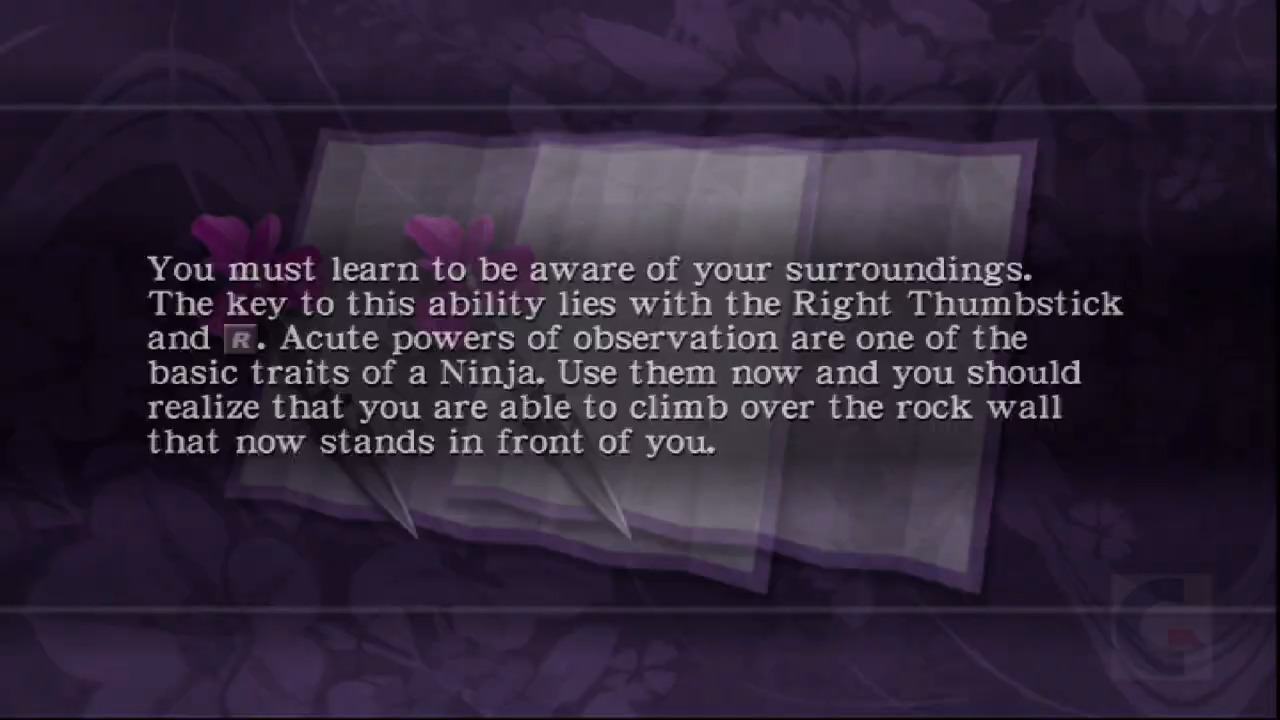 You must learn to be aware of your surroundings.
The key to this ability lies with the Right Thumbstick
and R. Acute powers of observation are one of the
basic traits of a Ninja. Use them now and you should
realize that you are able to climb over the rock wall
that now stands in front of you.